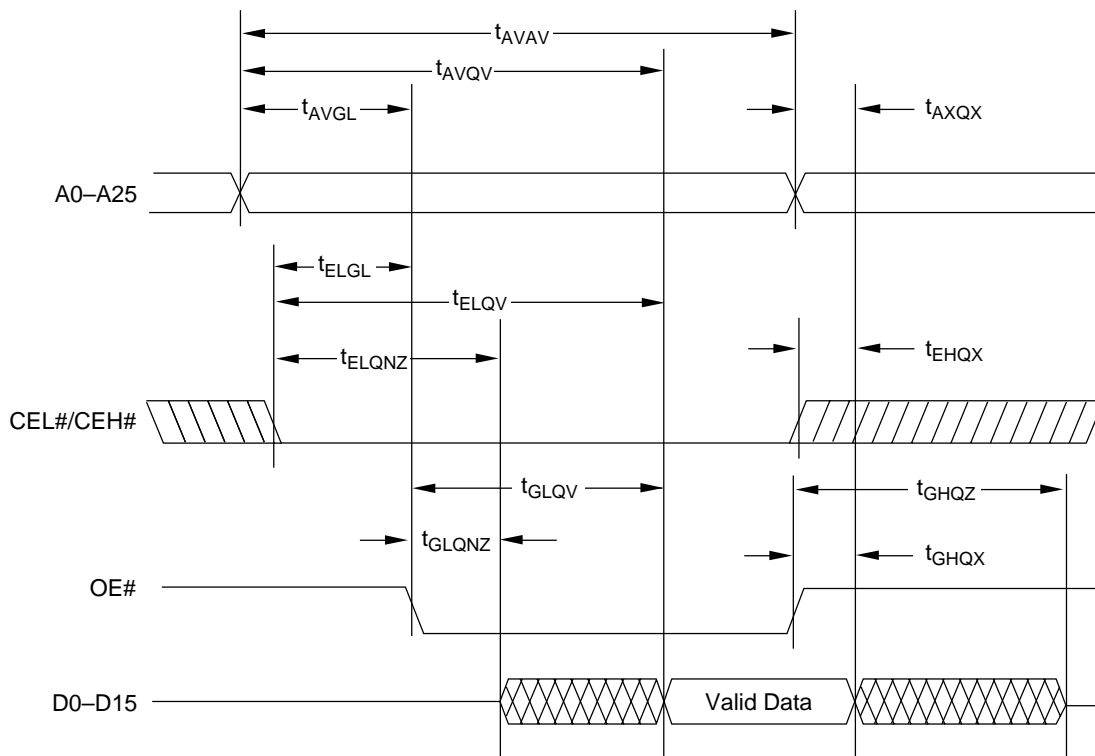 tAVAV
tAVQV
tAVGL
tAXQX
A0–A25
tELGL
tELQV
tELQNZ
tEHQX
CEL#/CEH#
tGLQV
tGHQZ
tGLQNZ
tGHQX
OE#
D0–D15
Valid Data